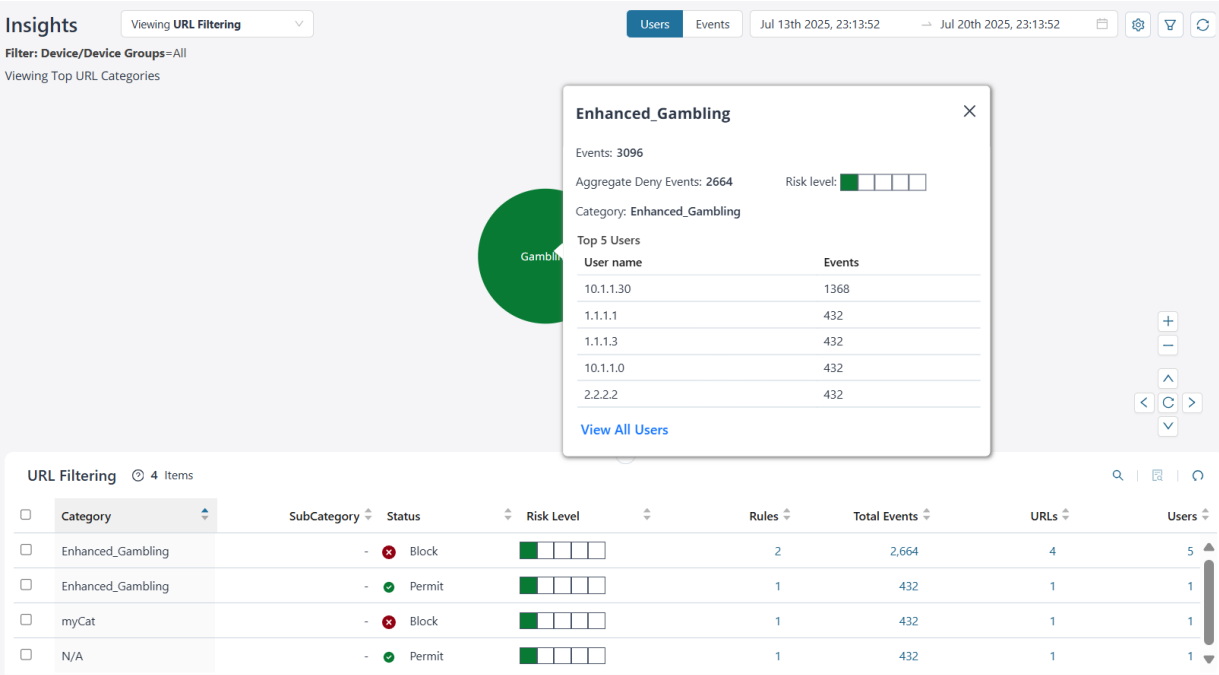 Insights
Viewing URL Filtering
Users
Events
Jul 13th 2025, 23:13:52
Jul 20th 2025, 23:13:52
Filter: Device/Device Groups=All
Viewing Top URL Categories
Enhanced_Gambling
Events: 3096
Aggregate Deny Events: 2664
Risk level:
Category: Enhanced_Gambling
Top 5 Users
User name Events
10.1.1.30 1368
1.1.1.1 432
1.1.1.3 432
10.1.1.0 432
2.2.2.2 432
View All Users
URL Filtering 4 Items
Category SubCategory Status Risk Level Rules Total Events URLs Users
Enhanced_Gambling - Block 2 2,664 4 5
Enhanced_Gambling - Permit 1 432 1 1
myCat - Block 1 432 1 1
N/A - Permit 1 432 1 1